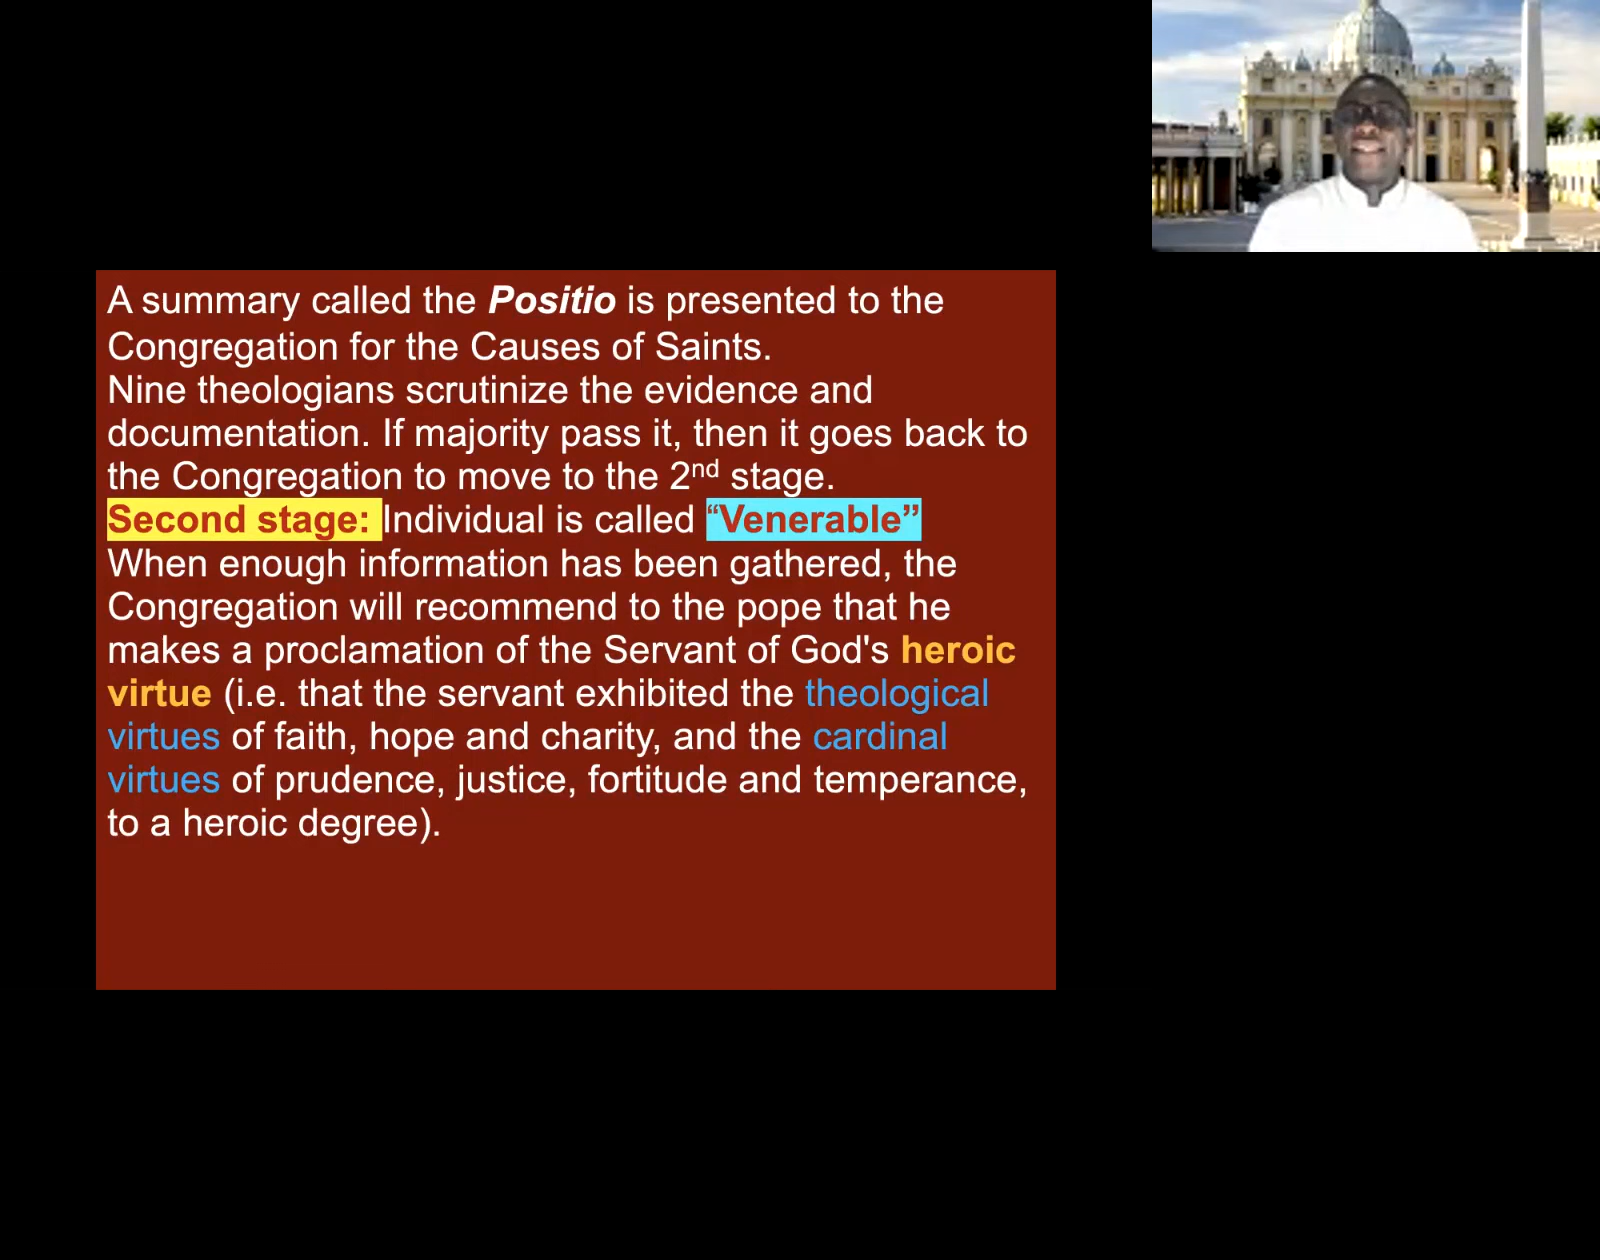 A summary called the Positio is presented to the
Congregation for the Causes of Saints.
Nine theologians scrutinize the evidence and
documentation. If majority pass it, then it goes back to
the Congregation to move to the 2nd stage.
Second stage: Individual is called “Venerable”
When enough information has been gathered, the
Congregation will recommend to the pope that he
makes a proclamation of the Servant of God's heroic
virtue (i.e. that the servant exhibited the theological
virtues of faith, hope and charity, and the cardinal
virtues of prudence, justice, fortitude and temperance,
to a heroic degree).